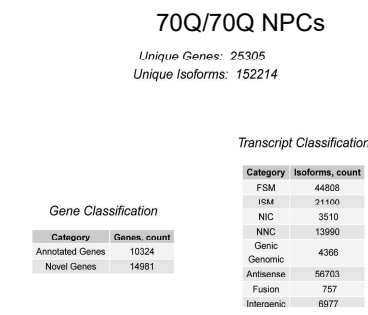 70Q/70Q NPCs
Unique Genes: 25305
Unique Isoforms: 152214
Transcript Classification
Category Isoforms, count
FSM 44808
ISM 21100
NIC 3510
NNC 13990
Genic
Genomic 4366
Antisense 56703
Fusion 757
Intergenic 6977
Gene Classification
Category Genes, count
Annotated Genes 10324
Novel Genes 14981